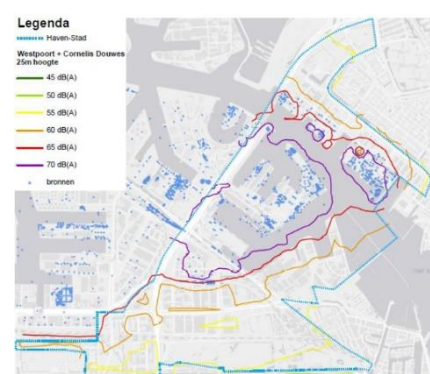 Legenda
Haven-Stad
Westpoort + Cornelis Douwes
25m hoogte
45 dB(A)
50 dB(A)
55 dB(A)
60 dB(A)
65 dB(A)
70 dB(A)
bronnen